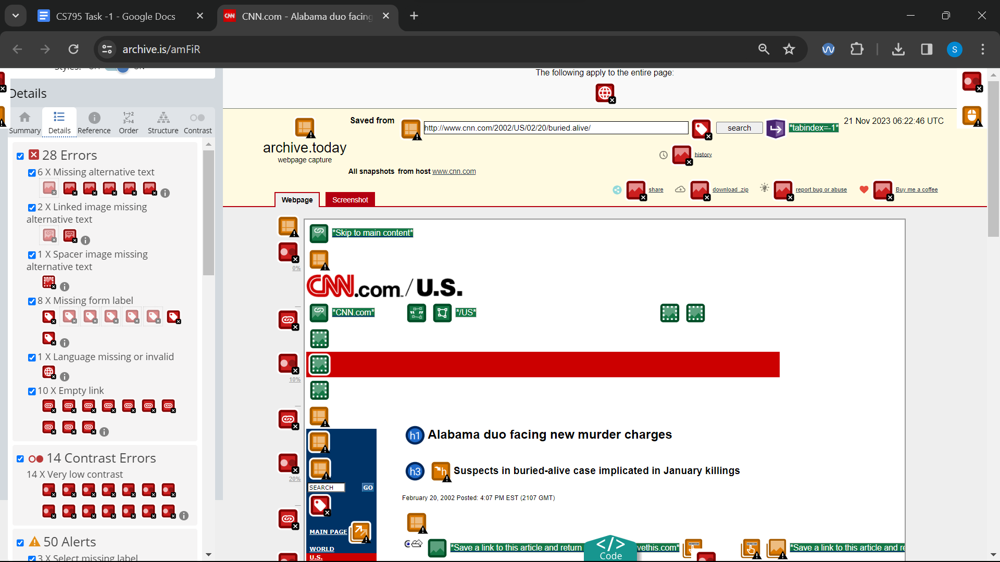 CS795 Task -1 - Google Docs
CNN.com - Alabama duo facing
archive.is/amFiR
S
Details
Summary
Details
Reference
Order
Structure
Contrast
28 Errors
6 X Missing alternative text
2 X Linked image missing
alternative text
1 X Spacer image missing
alternative text
8 X Missing form label
1 X Language missing or invalid
10 X Empty link
14 Contrast Errors
14 X Very low contrast
50 Alerts
3 X Select missing label
The following apply to the entire page:
archive.today
webpage capture
Saved from
http://www.cnn.com/2002/US/02/20/buried.alive/
search
*tabindex=-1*
21 Nov 2023 06:22:46 UTC
history
All snapshots from host www.cnn.com
share
download .zip
report bug or abuse
Buy me a coffee
Webpage
Screenshot
*Skip to main content*
0%
CNN.com./U.S.
*CNN.com*
*/US*
10%
h1 Alabama duo facing new murder charges
20%
h3 h Suspects in buried-alive case implicated in January killings
SEARCH
GO
February 20, 2002 Posted: 4:07 PM EST (2107 GMT)
MAIN PAGE
WORLD
U.S.
*Save a link to this article and return
vethis.com*
*Save a link to this article and re
</>
Code